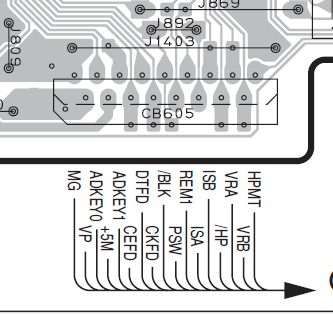 J869
J892
J1403
J809
CB605
MG
VP
ADKEY0
+5M
ADKEY1
CEFD
DTFD
CKFD
/BLK
PSW
REM1
ISA
ISB
/HP
VRA
VRB
HPMT